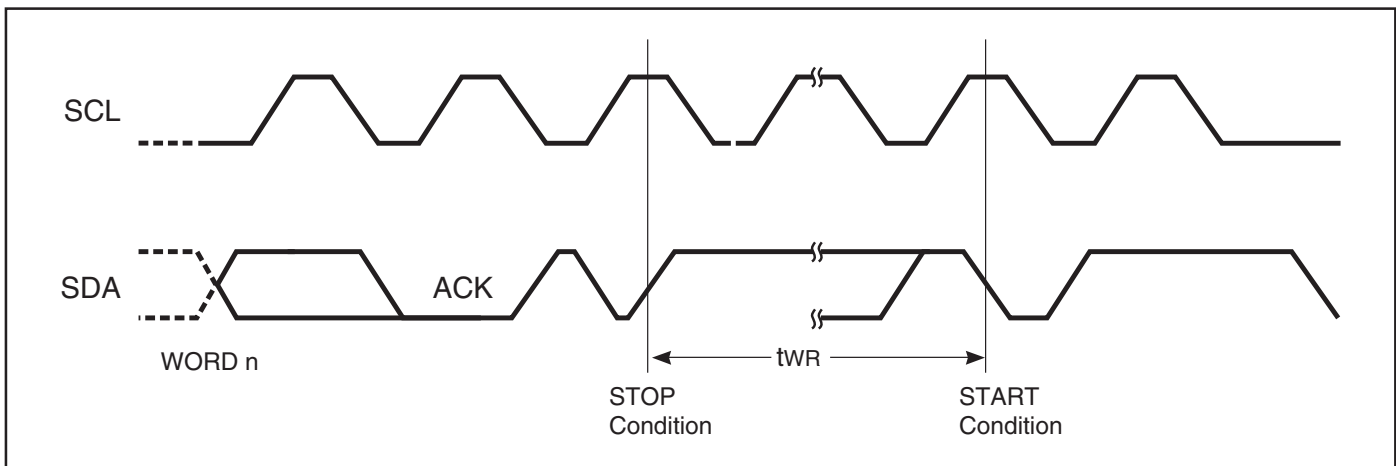 SCL
SDA
ACK
WORD n
tWR
STOP
Condition
START
Condition